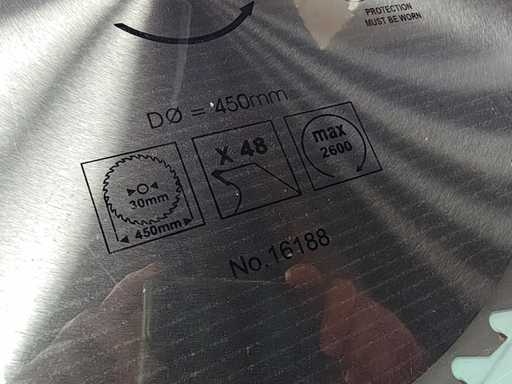 PROTECTION
MUST BE WORN
DØ = 450mm
30mm
450mm
X 48
max
2600
No.16188